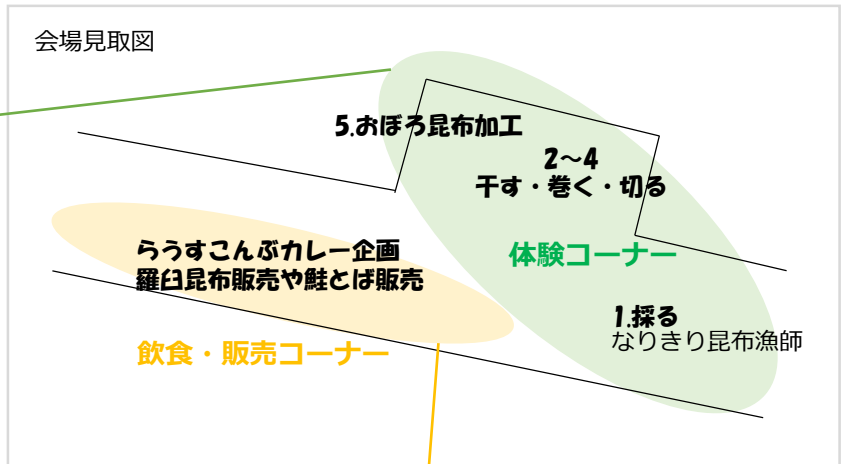 会場見取図
5.おぼろ昆布加工
2～4
干す・巻く・切る
らうすこんぶカレー企画
羅臼昆布販売や鮭とば販売
体験コーナー
1.採る
なりきり昆布漁師
飲食・販売コーナー